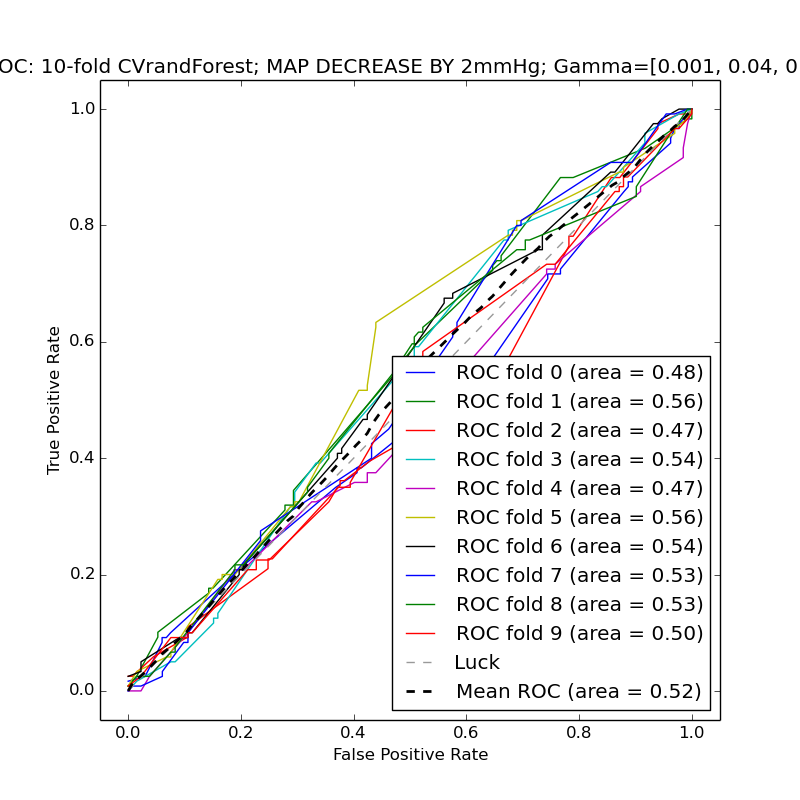 OC: 10-fold CVrandForest; MAP DECREASE BY 2mmHg; Gamma=[0.001, 0.04, 0
1.0
0.8
0.6
0.4
0.2
0.0
True Positive Rate
ROC fold 0 (area = 0.48)
ROC fold 1 (area = 0.56)
ROC fold 2 (area = 0.47)
ROC fold 3 (area = 0.54)
ROC fold 4 (area = 0.47)
ROC fold 5 (area = 0.56)
ROC fold 6 (area = 0.54)
ROC fold 7 (area = 0.53)
ROC fold 8 (area = 0.53)
ROC fold 9 (area = 0.50)
Luck
Mean ROC (area = 0.52)
0.0 0.2 0.4 0.6 0.8 1.0
False Positive Rate